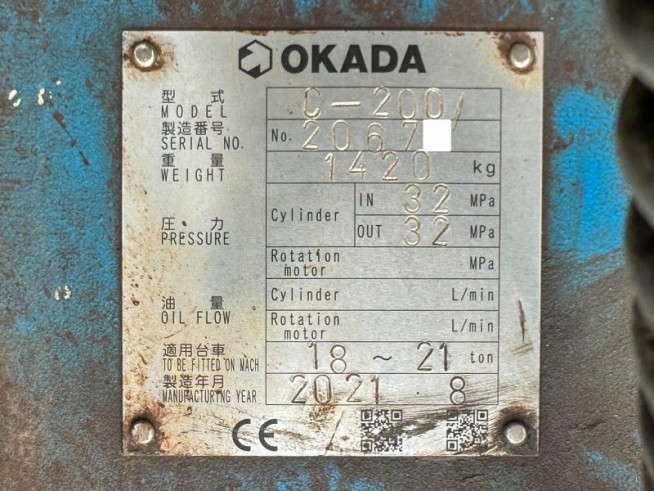 OKADA
型式 C-200
MODEL
製造番号 No. 2067
SERIAL NO.
重量 1420 kg
WEIGHT
圧力 Cylinder IN 32 MPa
PRESSURE OUT 32 MPa
Rotation motor MPa
油量 Cylinder L/min
OIL FLOW Rotation motor L/min
適用台車 18 ~ 21 ton
TO BE FITTED ON MACH
製造年月 2021 . 8
MANUFACTURING YEAR
CE